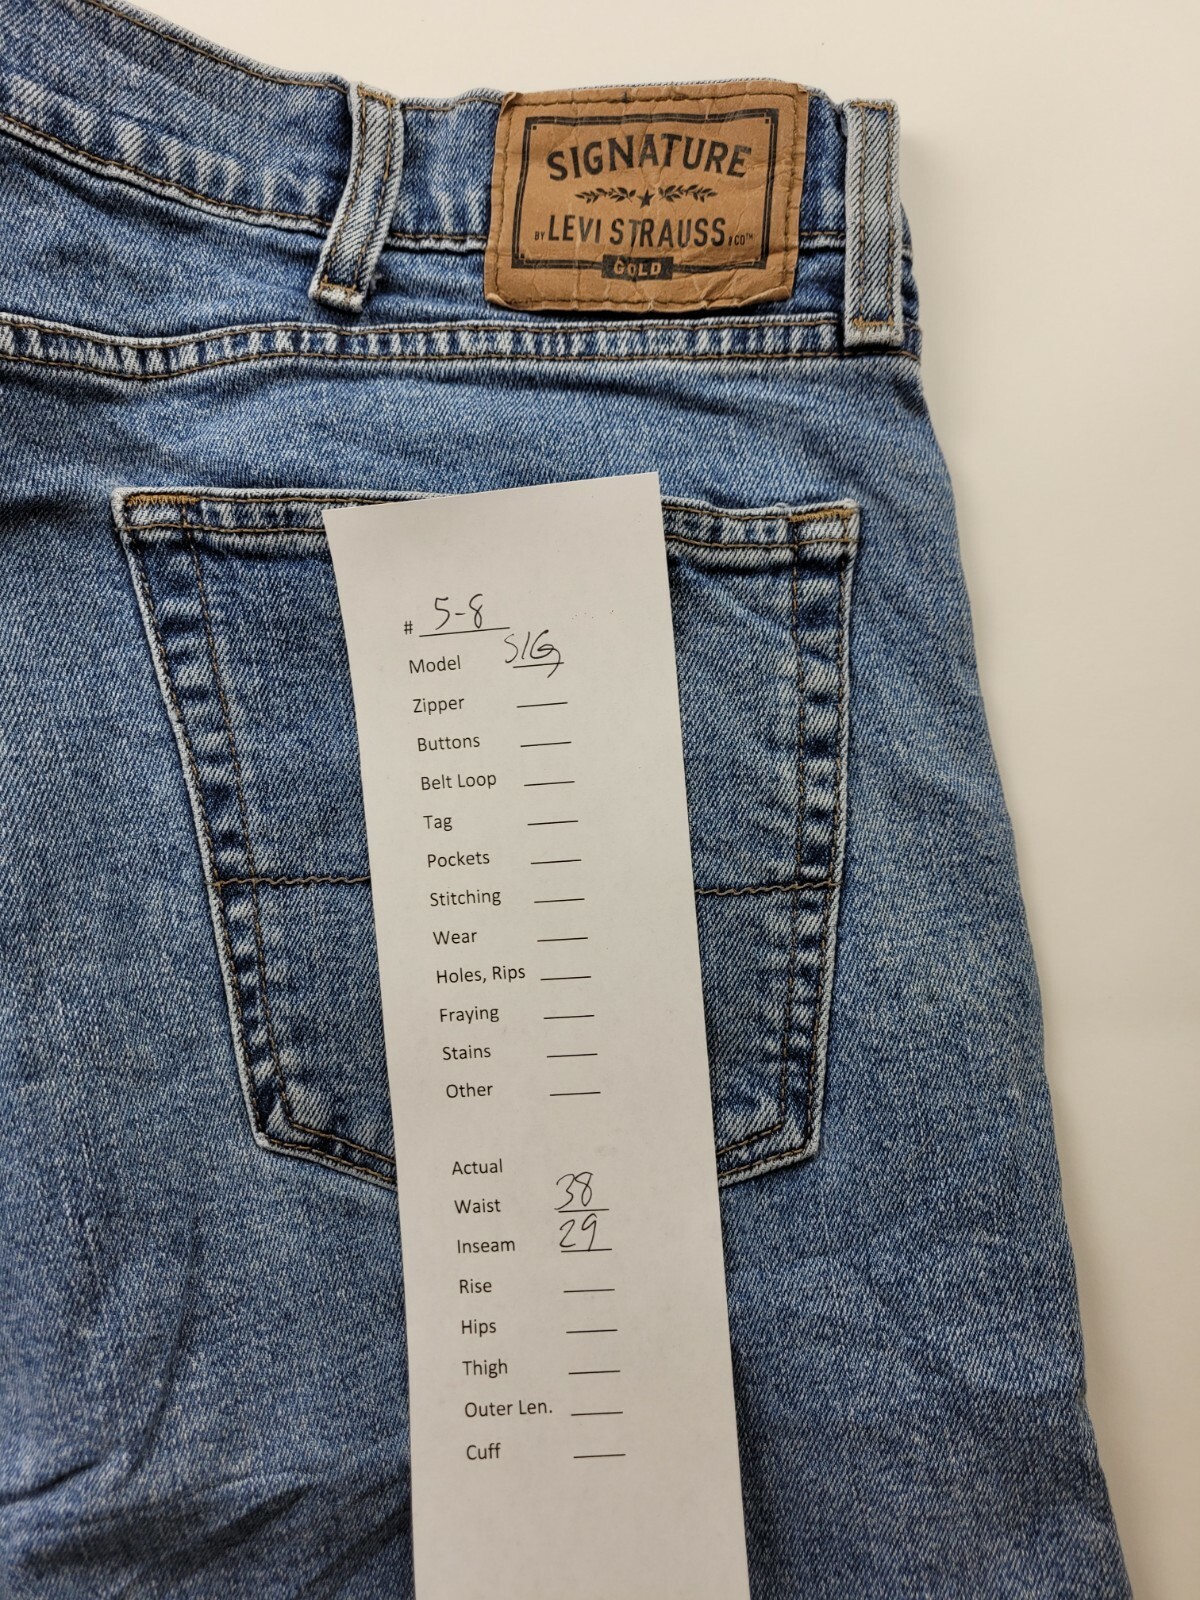 SIGNATURE
BY LEVI STRAUSS & CO™
GOLD
# 5-8
Model SIG
Zipper
Buttons
Belt Loop
Tag
Pockets
Stitching
Wear
Holes, Rips
Fraying
Stains
Other
Actual
Waist 38
Inseam 29
Rise
Hips
Thigh
Outer Len.
Cuff